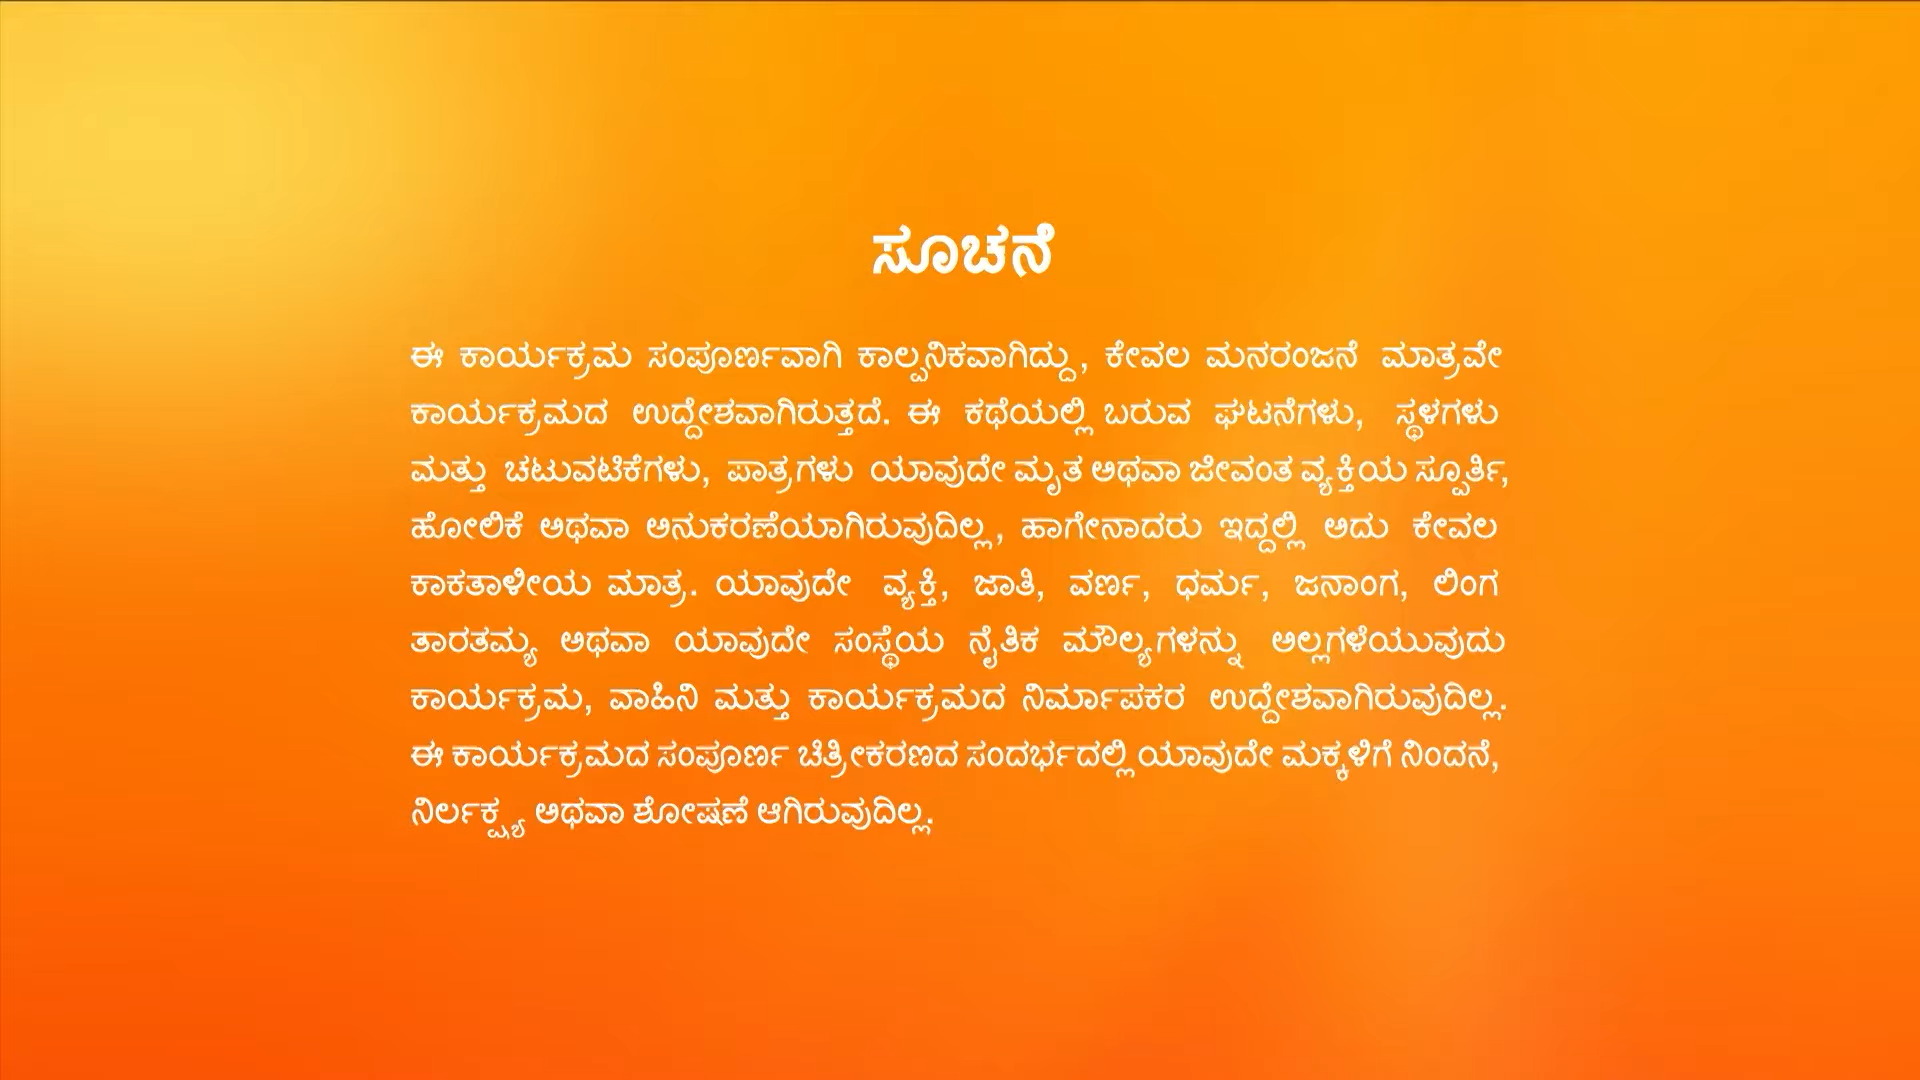 ಸೂಚನೆ
ಈ ಕಾರ್ಯಕ್ರಮ ಸಂಪೂರ್ಣವಾಗಿ ಕಾಲ್ಪನಿಕವಾಗಿದ್ದು, ಕೇವಲ ಮನರಂಜನೆ ಮಾತ್ರವೇ
ಕಾರ್ಯಕ್ರಮದ ಉದ್ದೇಶವಾಗಿರುತ್ತದೆ. ಈ ಕಥೆಯಲ್ಲಿ ಬರುವ ಘಟನೆಗಳು, ಸ್ಥಳಗಳು
ಮತ್ತು ಚಟುವಟಿಕೆಗಳು, ಪಾತ್ರಗಳು ಯಾವುದೇ ಮೃತ ಅಥವಾ ಜೀವಂತ ವ್ಯಕ್ತಿಯ ಸ್ಪೂರ್ತಿ,
ಹೋಲಿಕೆ ಅಥವಾ ಅನುಕರಣೆಯಾಗಿರುವುದಿಲ್ಲ, ಹಾಗೇನಾದರು ಇದ್ದಲ್ಲಿ ಅದು ಕೇವಲ
ಕಾಕತಾಳೀಯ ಮಾತ್ರ. ಯಾವುದೇ ವ್ಯಕ್ತಿ, ಜಾತಿ, ವರ್ಣ, ಧರ್ಮ, ಜನಾಂಗ, ಲಿಂಗ
ತಾರತಮ್ಯ ಅಥವಾ ಯಾವುದೇ ಸಂಸ್ಥೆಯ ನೈತಿಕ ಮೌಲ್ಯಗಳನ್ನು ಅಲ್ಲಗಳೆಯುವುದು
ಕಾರ್ಯಕ್ರಮ, ವಾಹಿನಿ ಮತ್ತು ಕಾರ್ಯಕ್ರಮದ ನಿರ್ಮಾಪಕರ ಉದ್ದೇಶವಾಗಿರುವುದಿಲ್ಲ.
ಈ ಕಾರ್ಯಕ್ರಮದ ಸಂಪೂರ್ಣ ಚಿತ್ರೀಕರಣದ ಸಂದರ್ಭದಲ್ಲಿ ಯಾವುದೇ ಮಕ್ಕಳಿಗೆ ನಿಂದನೆ,
ನಿರ್ಲಕ್ಷ್ಯ ಅಥವಾ ಶೋಷಣೆ ಆಗಿರುವುದಿಲ್ಲ.